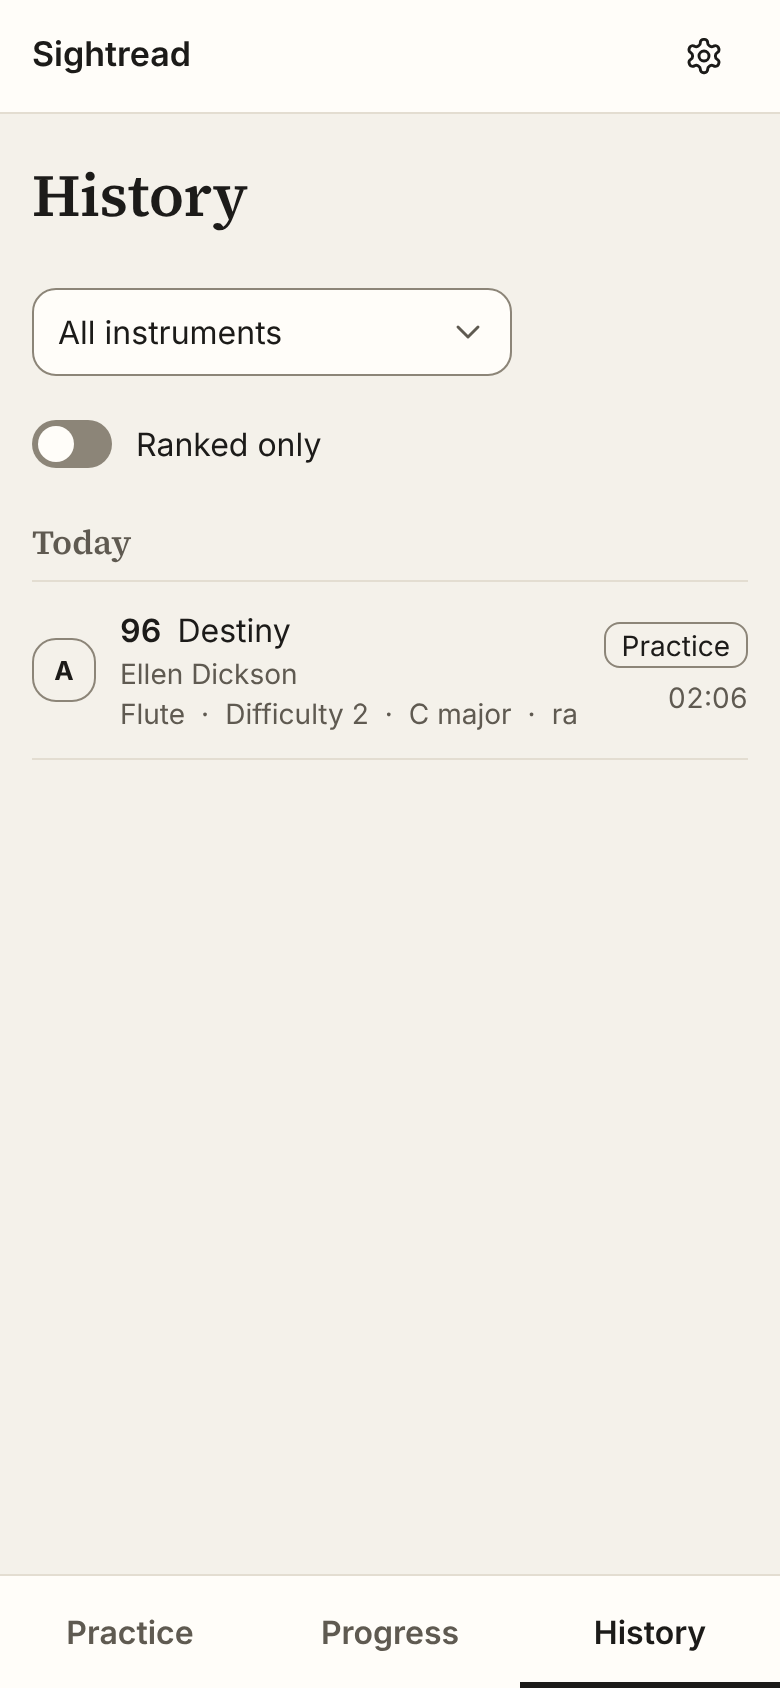 Sightread
History
All instruments
Ranked only
Today
A
96 Destiny
Ellen Dickson
Flute · Difficulty 2 · C major · ra
Practice
02:06
Practice
Progress
History